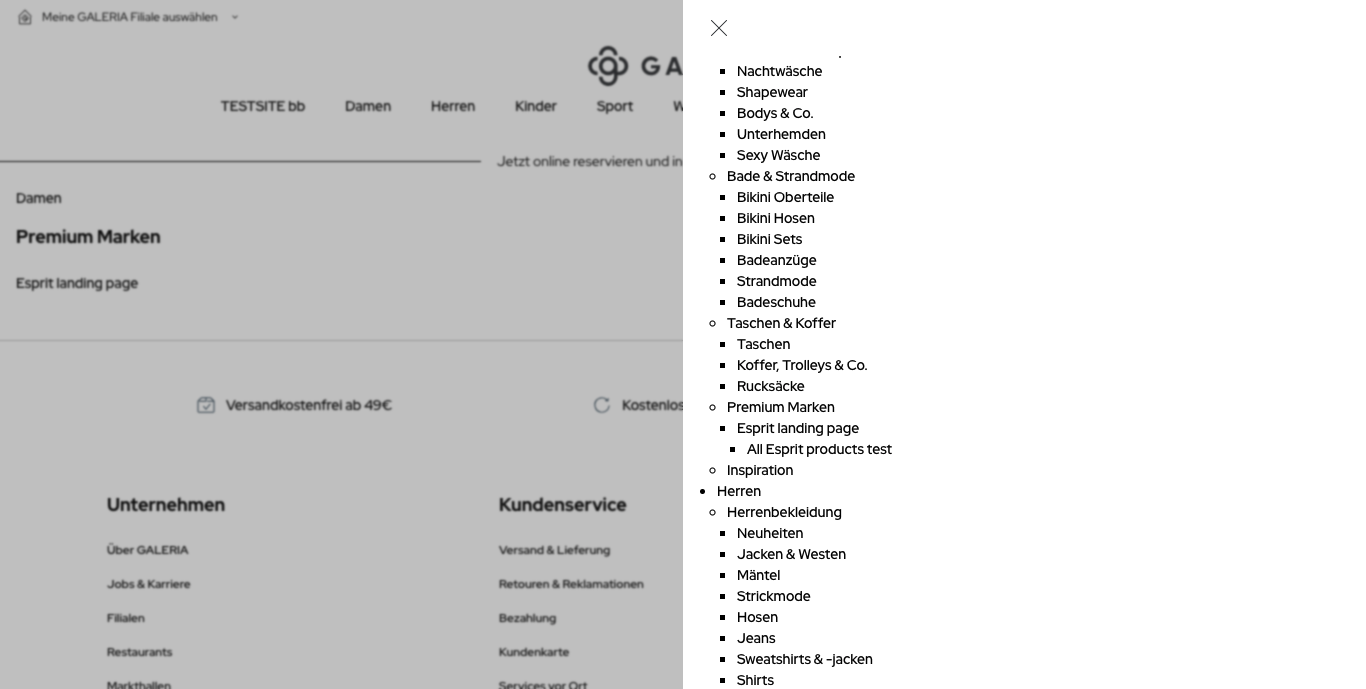 Meine GALERIA Filiale auswählen
GA
TESTSITE bb Damen Herren Kinder Sport W
Jetzt online reservieren und in
Damen
Premium Marken
Esprit landing page
Versandkostenfrei ab 49€ Kostenlos
Unternehmen
Über GALERIA
Jobs & Karriere
Filialen
Restaurants
Markthallen
Kundenservice
Versand & Lieferung
Retouren & Reklamationen
Bezahlung
Kundenkarte
Services vor Ort
Nachtwäsche
Shapewear
Bodys & Co.
Unterhemden
Sexy Wäsche
Bade & Strandmode
Bikini Oberteile
Bikini Hosen
Bikini Sets
Badeanzüge
Strandmode
Badeschuhe
Taschen & Koffer
Taschen
Koffer, Trolleys & Co.
Rucksäcke
Premium Marken
Esprit landing page
All Esprit products test
Inspiration
Herren
Herrenbekleidung
Neuheiten
Jacken & Westen
Mäntel
Strickmode
Hosen
Jeans
Sweatshirts & -jacken
Shirts